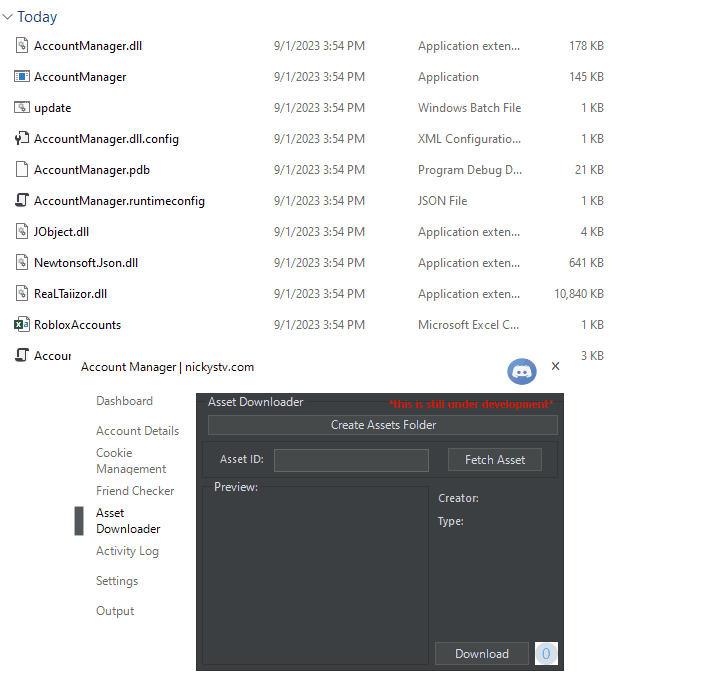 Today
AccountManager.dll 9/1/2023 3:54 PM Application exten... 178 KB
AccountManager 9/1/2023 3:54 PM Application 145 KB
update 9/1/2023 3:54 PM Windows Batch File 1 KB
AccountManager.dll.config 9/1/2023 3:54 PM XML Configuratio... 1 KB
AccountManager.pdb 9/1/2023 3:54 PM Program Debug D... 21 KB
AccountManager.runtimeconfig 9/1/2023 3:54 PM JSON File 1 KB
JObject.dll 9/1/2023 3:54 PM Application exten... 4 KB
Newtonsoft.Json.dll 9/1/2023 3:54 PM Application exten... 641 KB
ReaLTaiizor.dll 9/1/2023 3:54 PM Application exten... 10,840 KB
RobloxAccounts 9/1/2023 3:54 PM Microsoft Excel C... 1 KB
Accour 3 KB
Account Manager | nickystv.com X
Dashboard
Account Details
Cookie
Management
Friend Checker
Asset
Downloader
Activity Log
Settings
Output
Asset Downloader *this is still under development*
Create Assets Folder
Asset ID: Fetch Asset
Preview:
Creator:
Type:
Download 0